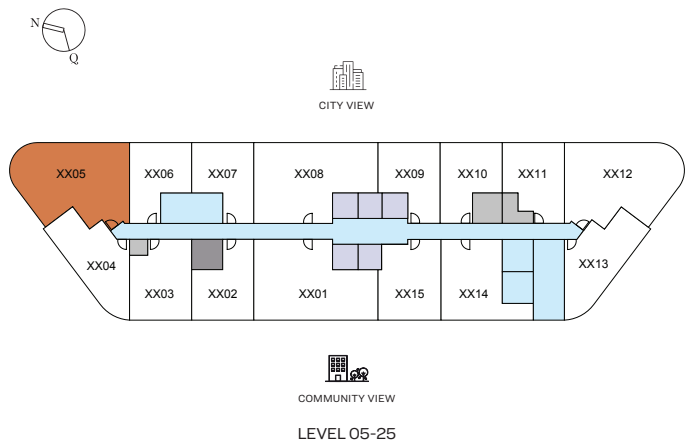 N
Q
CITY VIEW
XX05
XX06
XX07
XX08
XX09
XX10
XX11
XX12
XX04
XX03
XX02
XX01
XX15
XX14
XX13
COMMUNITY VIEW
LEVEL 05-25